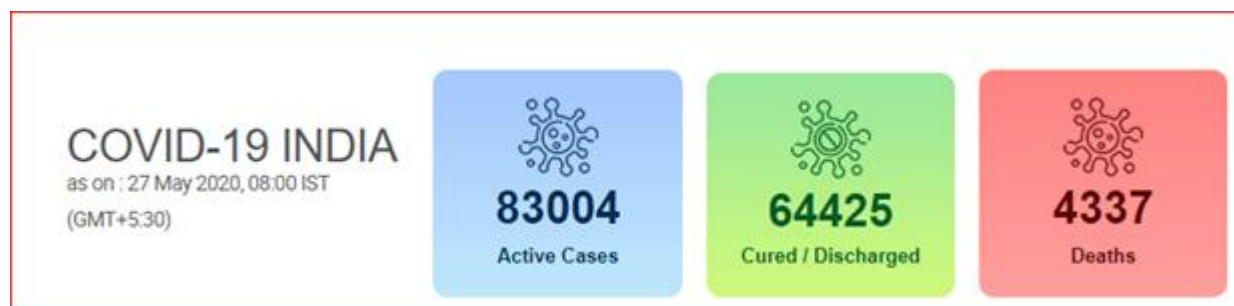 COVID-19 INDIA
as on : 27 May 2020, 08:00 IST
(GMT+5:30)
83004
Active Cases
64425
Cured / Discharged
4337
Deaths